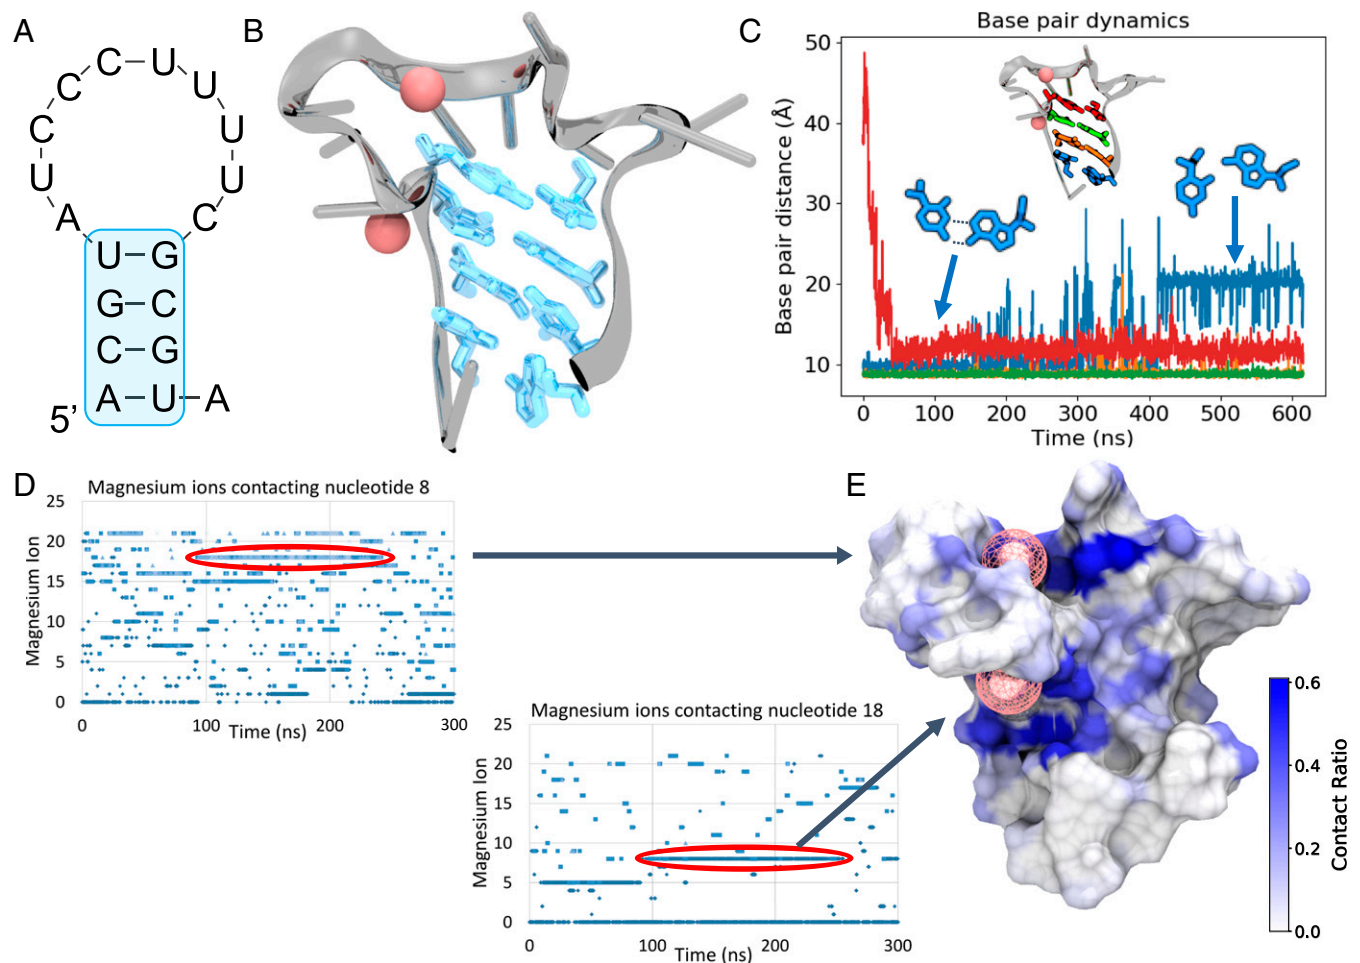 A
C C U U
C U
C U
U C
A
U G
G C
C G
5' A U A
B
C
Base pair dynamics
Base pair distance (Å)
50
40
30
20
10
0 100 200 300 400 500 600
Time (ns)
D
Magnesium ions contacting nucleotide 8
Magnesium Ion
25
20
15
10
5
0
0 100 200 300
Time (ns)
Magnesium ions contacting nucleotide 18
Magnesium Ion
25
20
15
10
5
0
0 100 200 300
Time (ns)
E
0.6
0.4
0.2
0.0
Contact Ratio